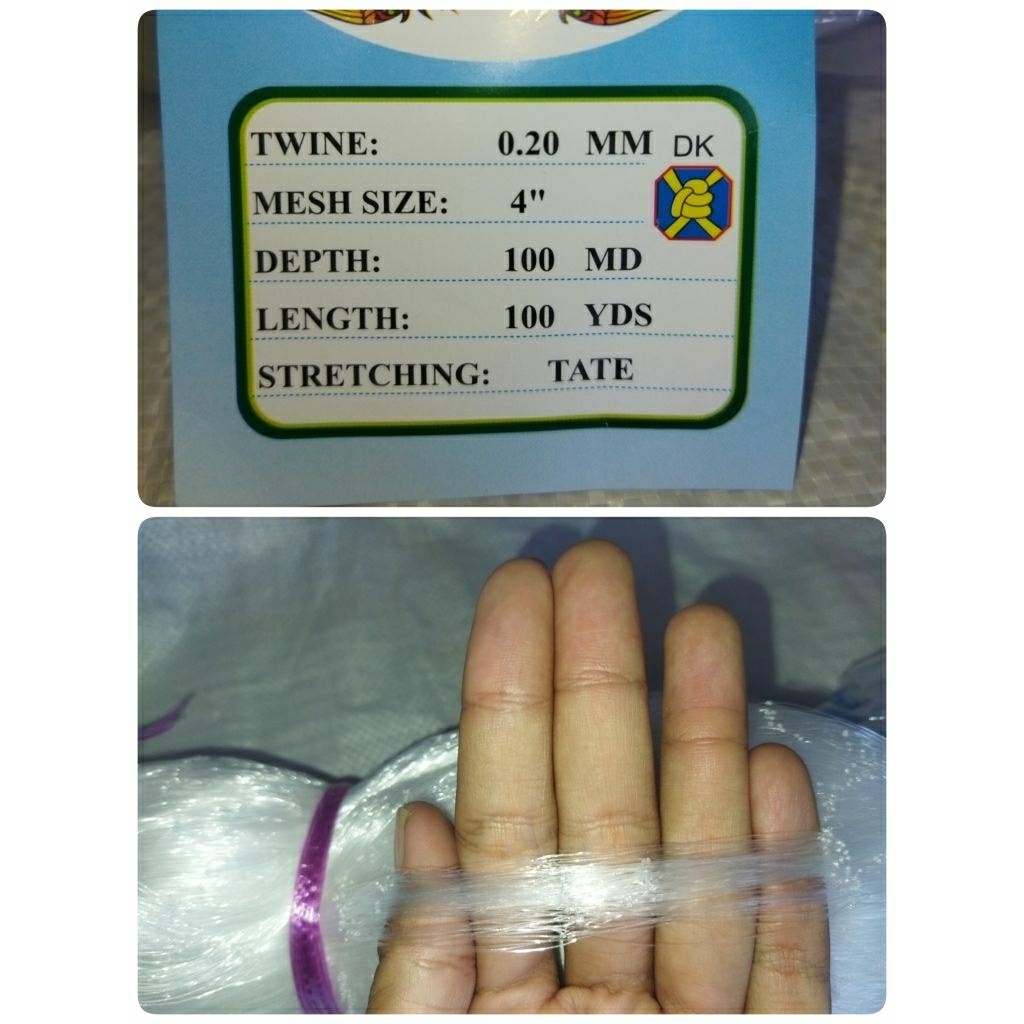 TWINE: 0.20 MM DK
MESH SIZE: 4"
DEPTH: 100 MD
LENGTH: 100 YDS
STRETCHING: TATE